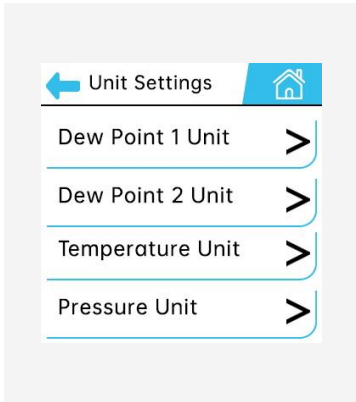 Unit Settings
Dew Point 1 Unit
Dew Point 2 Unit
Temperature Unit
Pressure Unit